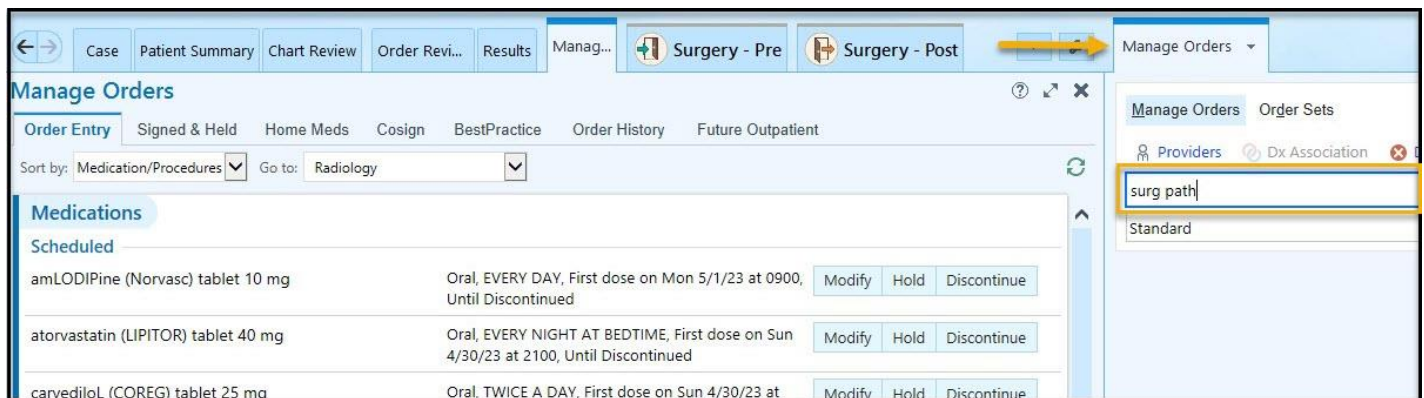 Case Patient Summary Chart Review Order Revi... Results Manag... Surgery - Pre Surgery - Post
Manage Orders
Order Entry Signed & Held Home Meds Cosign BestPractice Order History Future Outpatient
Sort by: Medication/Procedures Go to: Radiology
Medications
Scheduled
amLODIPine (Norvasc) tablet 10 mg Oral, EVERY DAY, First dose on Mon 5/1/23 at 0900, Modify Hold Discontinue
Until Discontinued
atorvastatin (LIPITOR) tablet 40 mg Oral, EVERY NIGHT AT BEDTIME, First dose on Sun Modify Hold Discontinue
4/30/23 at 2100, Until Discontinued
carvediloL (COREG) tablet 25 mg Oral, TWICE A DAY, First dose on Sun 4/30/23 at Modify Hold Discontinue
Manage Orders
Manage Orders Order Sets
Providers Dx Association
surg path
Standard